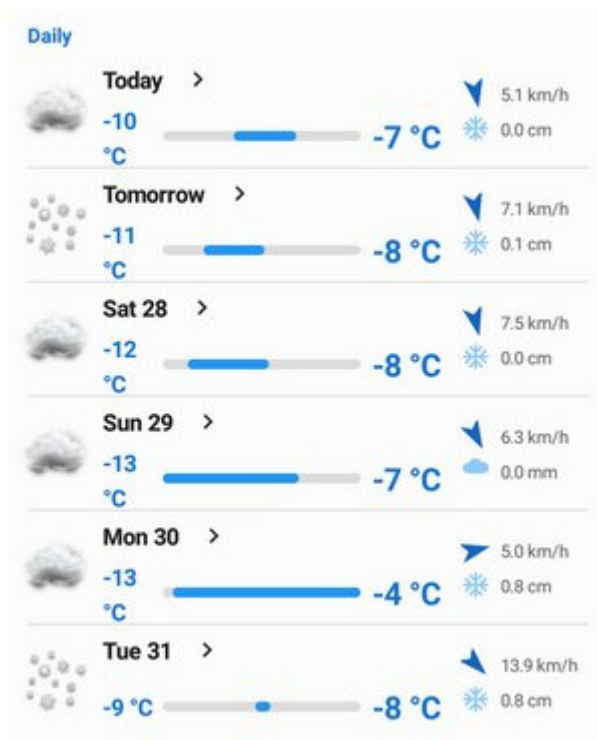 Daily
Today >
5.1 km/h
-10 °C
-7 °C
0.0 cm
Tomorrow >
7.1 km/h
-11 °C
-8 °C
0.1 cm
Sat 28 >
7.5 km/h
-12 °C
-8 °C
0.0 cm
Sun 29 >
6.3 km/h
-13 °C
-7 °C
0.0 mm
Mon 30 >
5.0 km/h
-13 °C
-4 °C
0.8 cm
Tue 31 >
13.9 km/h
-9 °C
-8 °C
0.8 cm